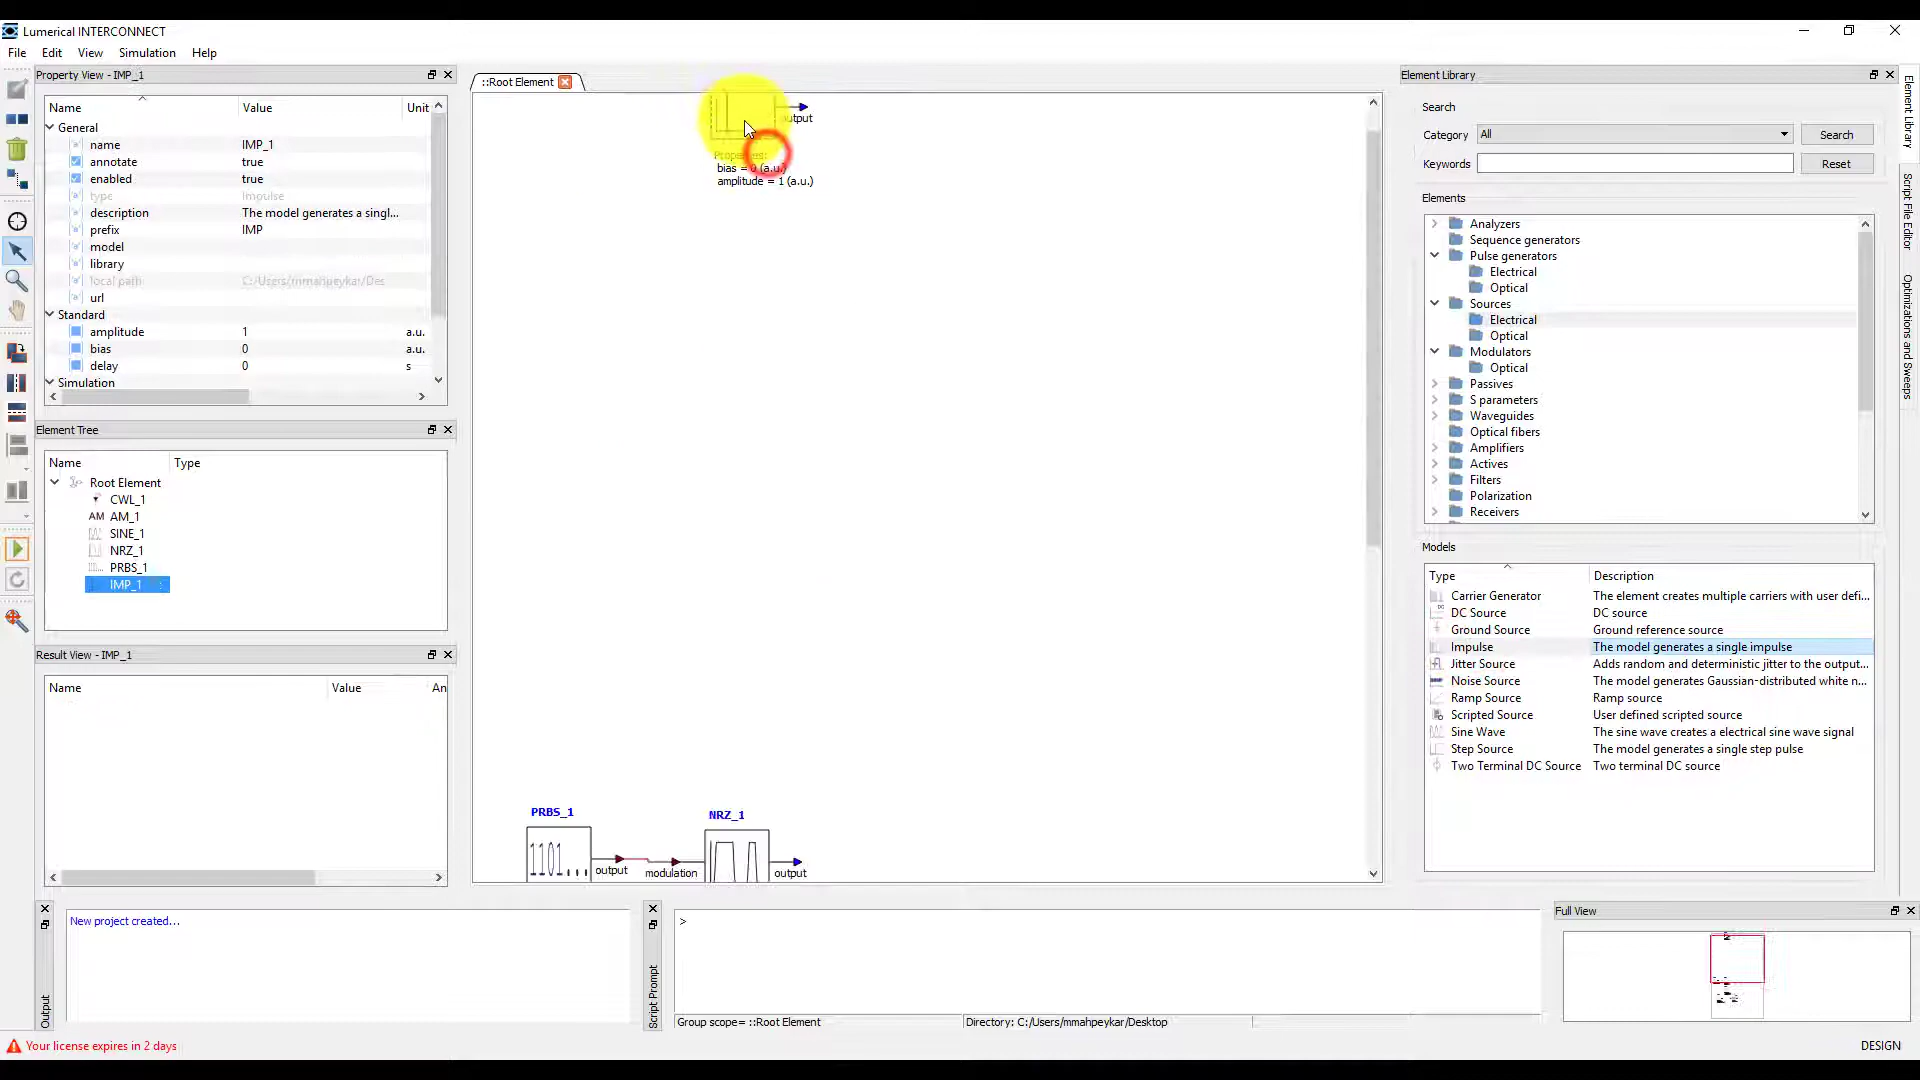 Lumerical INTERCONNECT
File Edit View Simulation Help
Property View - IMP_1
Name Value Unit
General
name IMP_1
annotate true
enabled true
type Impulse
description The model generates a singl...
prefix IMP
model
library
local path C:/Users/mmahpeykar/Des
url
Standard
amplitude 1 a.u.
bias 0 a.u.
delay 0 s
Simulation
Element Tree
Name Type
Root Element
CWL_1
AM_1
SINE_1
NRZ_1
PRBS_1
IMP_1
Result View - IMP_1
Name Value An
::Root Element
output
Properties:
bias = 0 (a.u.)
amplitude = 1 (a.u.)
PRBS_1
1101...
output
NRZ_1
modulation
output
Element Library
Search
Category All Search
Keywords Reset
Elements
Analyzers
Sequence generators
Pulse generators
Electrical
Optical
Sources
Electrical
Optical
Modulators
Optical
Passives
S parameters
Waveguides
Optical fibers
Amplifiers
Actives
Filters
Polarization
Receivers
Models
Type Description
Carrier Generator The element creates multiple carriers with user defi...
DC Source DC source
Ground Source Ground reference source
Impulse The model generates a single impulse
Jitter Source Adds random and deterministic jitter to the output...
Noise Source The model generates Gaussian-distributed white n...
Ramp Source Ramp source
Scripted Source User defined scripted source
Sine Wave The sine wave creates a electrical sine wave signal
Step Source The model generates a single step pulse
Two Terminal DC Source Two terminal DC source
Element Library
Script File Editor
Optimizations and Sweeps
New project created...
Output
>
Script Prompt
Group scope= ::Root Element Directory: C:/Users/mmahpeykar/Desktop
Full View
Your license expires in 2 days
DESIGN